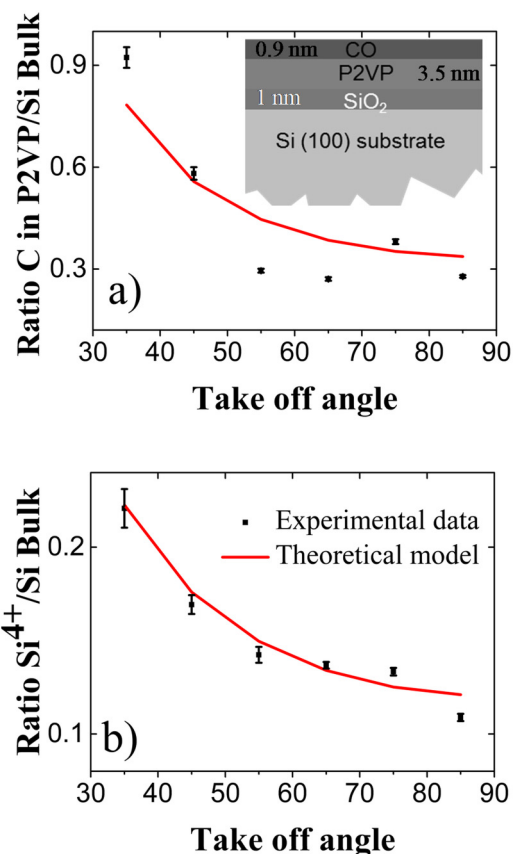 Ratio C in P2VP/Si Bulk
0.9
0.6
0.3
0.9 nm CO
P2VP 3.5 nm
1 nm SiO₂
Si (100) substrate
a)
30 40 50 60 70 80 90
Take off angle
Ratio Si⁴⁺/Si Bulk
0.2
0.1
Experimental data
Theoretical model
b)
30 40 50 60 70 80 90
Take off angle